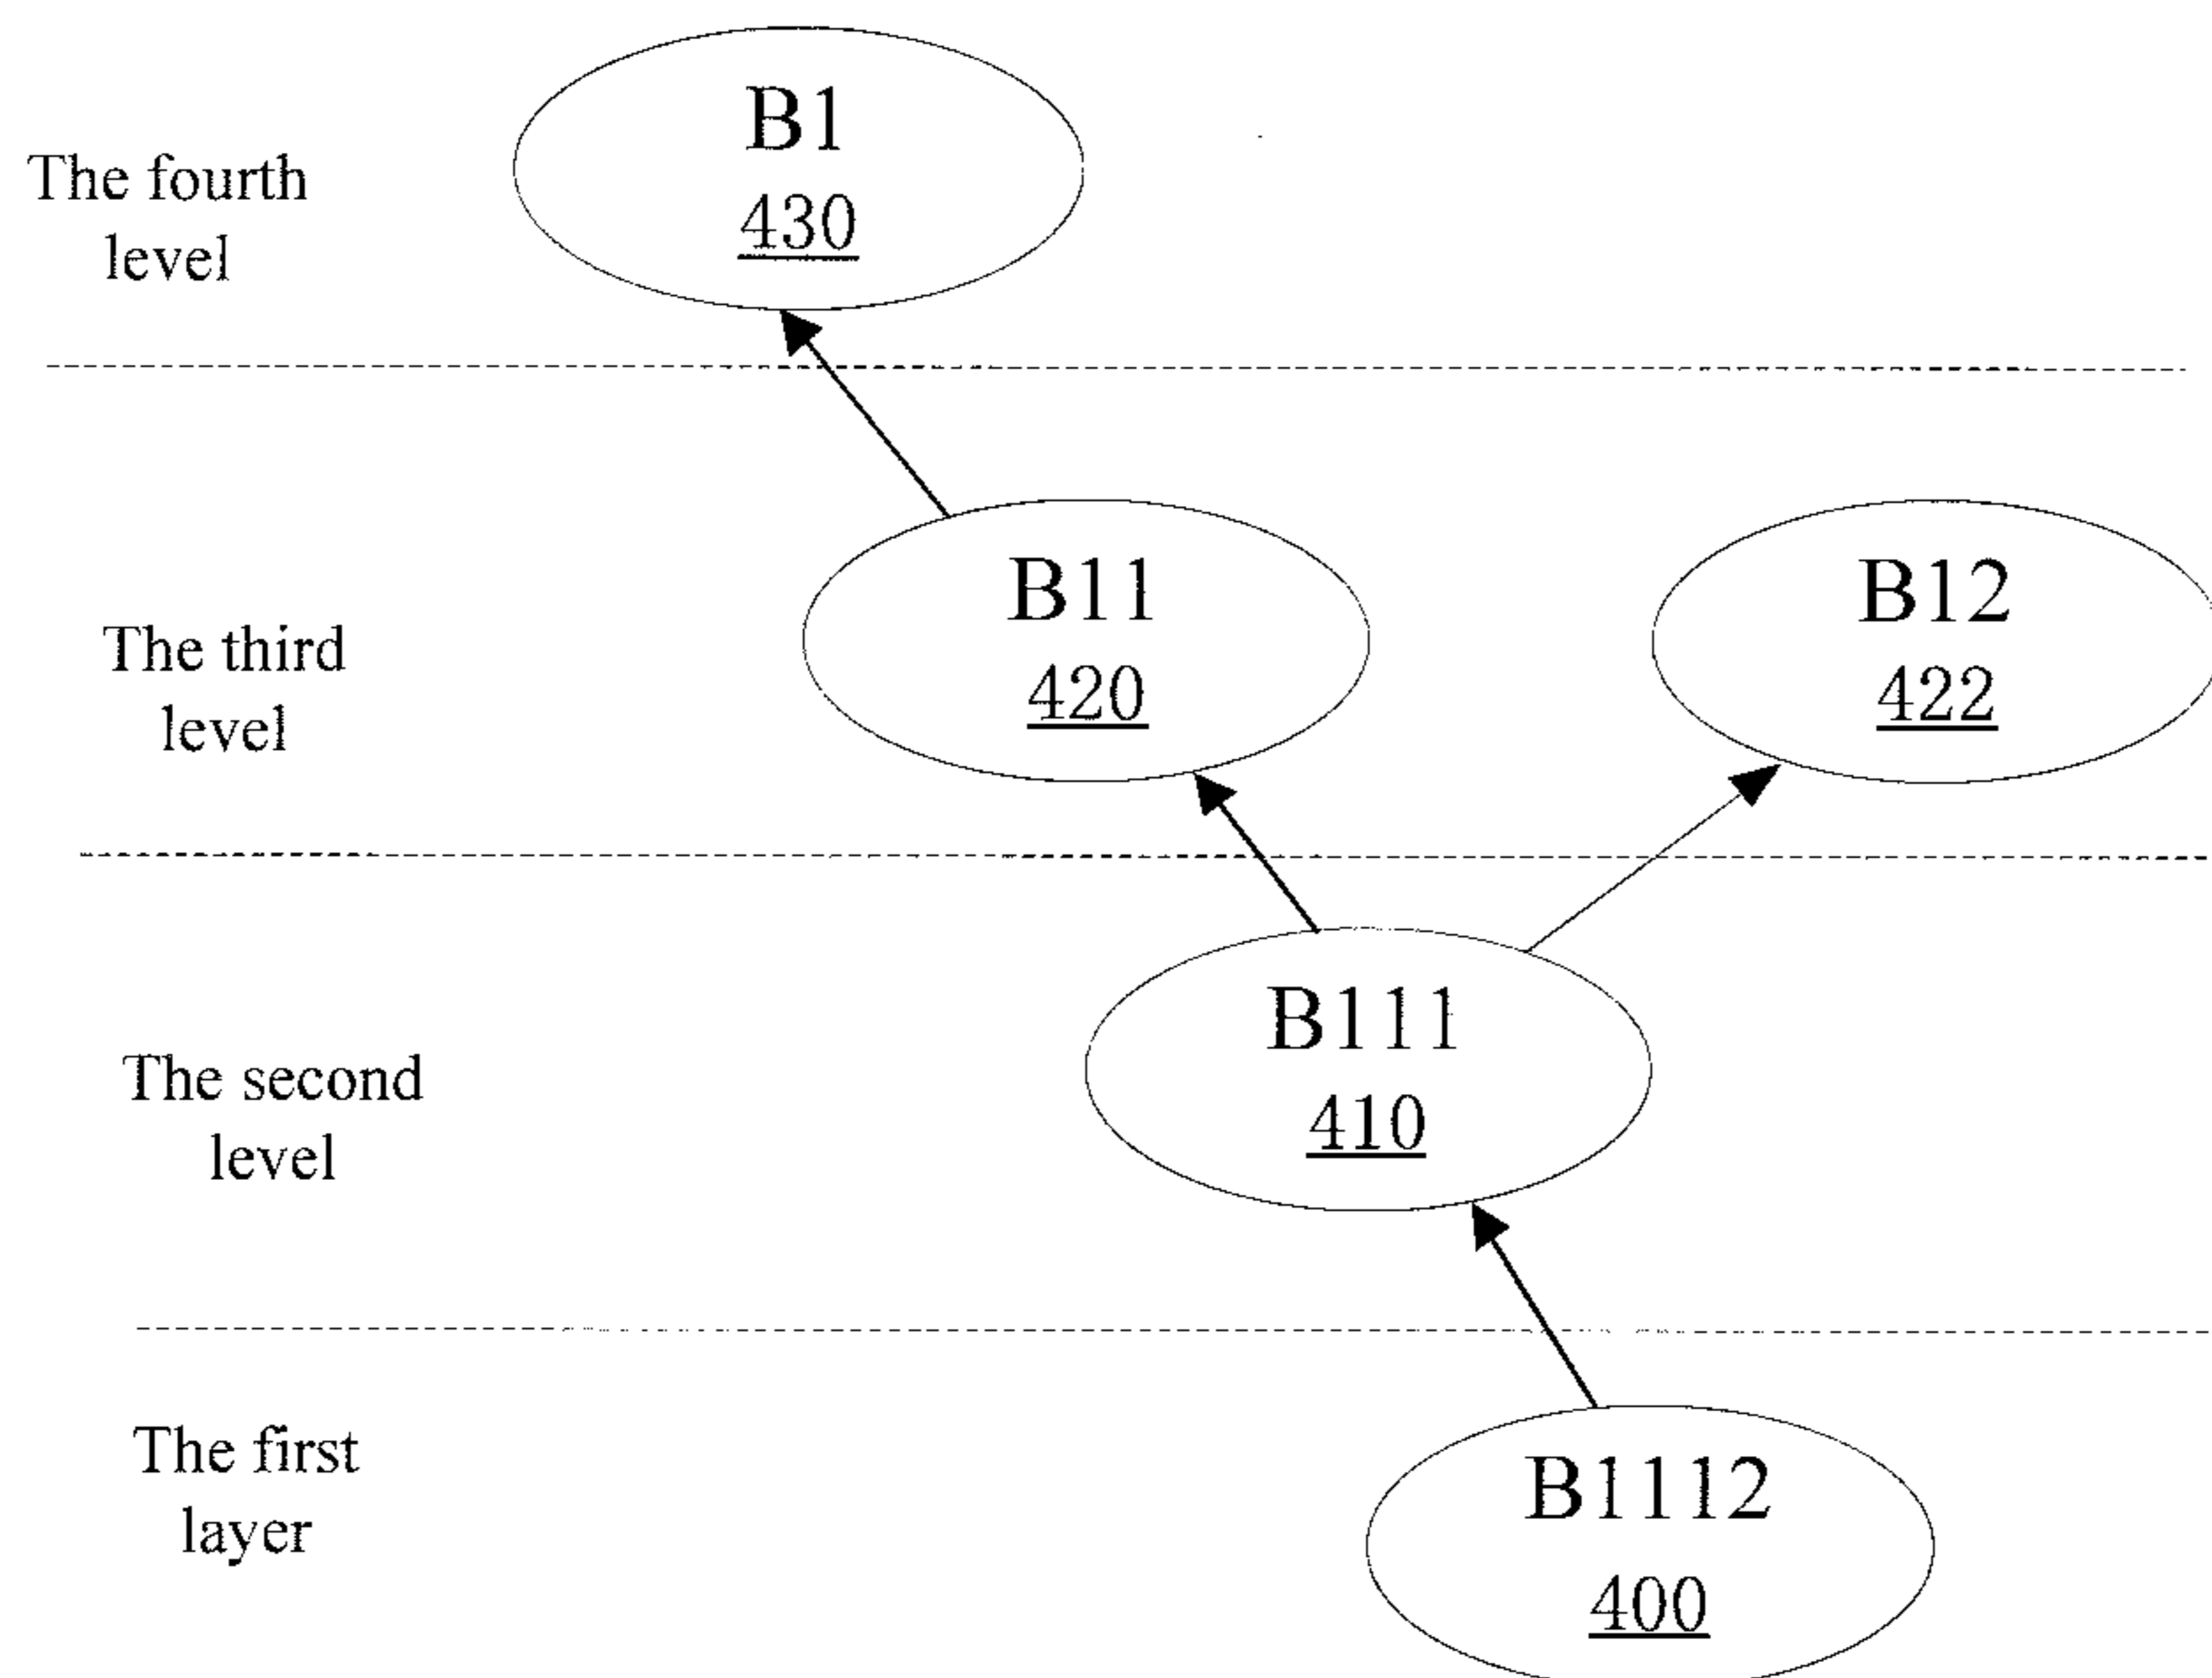 B1
430
The fourth
level
B11
420
B12
422
The third
level
B111
410
The second
level
B1112
400
The first
layer